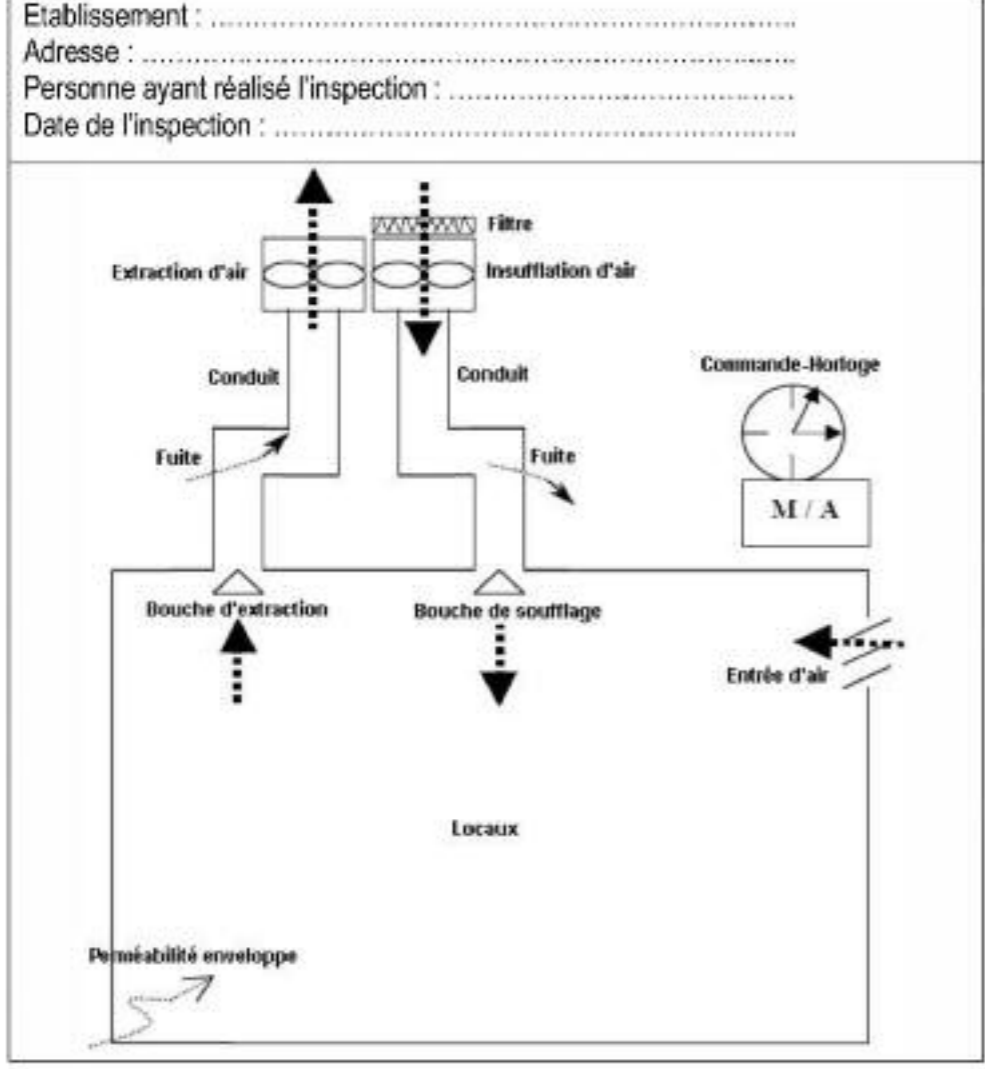 Etablissement : ........................................................................
Adresse : ........................................................................
Personne ayant réalisé l'inspection : ........................................
Date de l'inspection : ........................................................
Filtre
Extraction d'air
Insufflation d'air
Conduit
Conduit
Commande-Horloge
Fuite
Fuite
M / A
Bouche d'extraction
Bouche de soufflage
Entrée d'air
Locaux
Perméabilité enveloppe